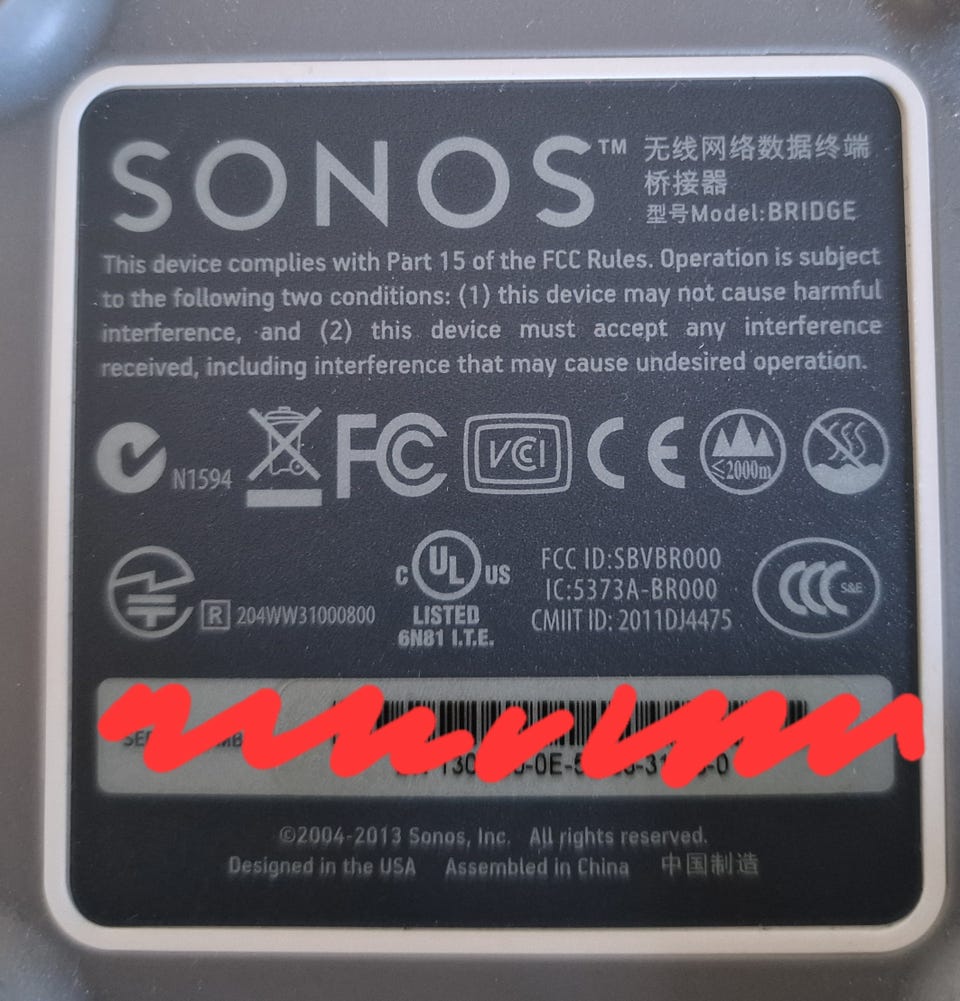 SONOS™ 无线网络数据终端
桥接器
型号Model:BRIDGE
This device complies with Part 15 of the FCC Rules. Operation is subject
to the following two conditions: (1) this device may not cause harmful
interference, and (2) this device must accept any interference
received, including interference that may cause undesired operation.
N1594 FC VCI CE ≤2000m
R 204WW31000800
C UL US
LISTED
6N81 I.T.E.
FCC ID:SBVBR000
IC:5373A-BR000
CMIIT ID: 2011DJ4475
CCC S&E
©2004-2013 Sonos, Inc. All rights reserved.
Designed in the USA Assembled in China 中国制造